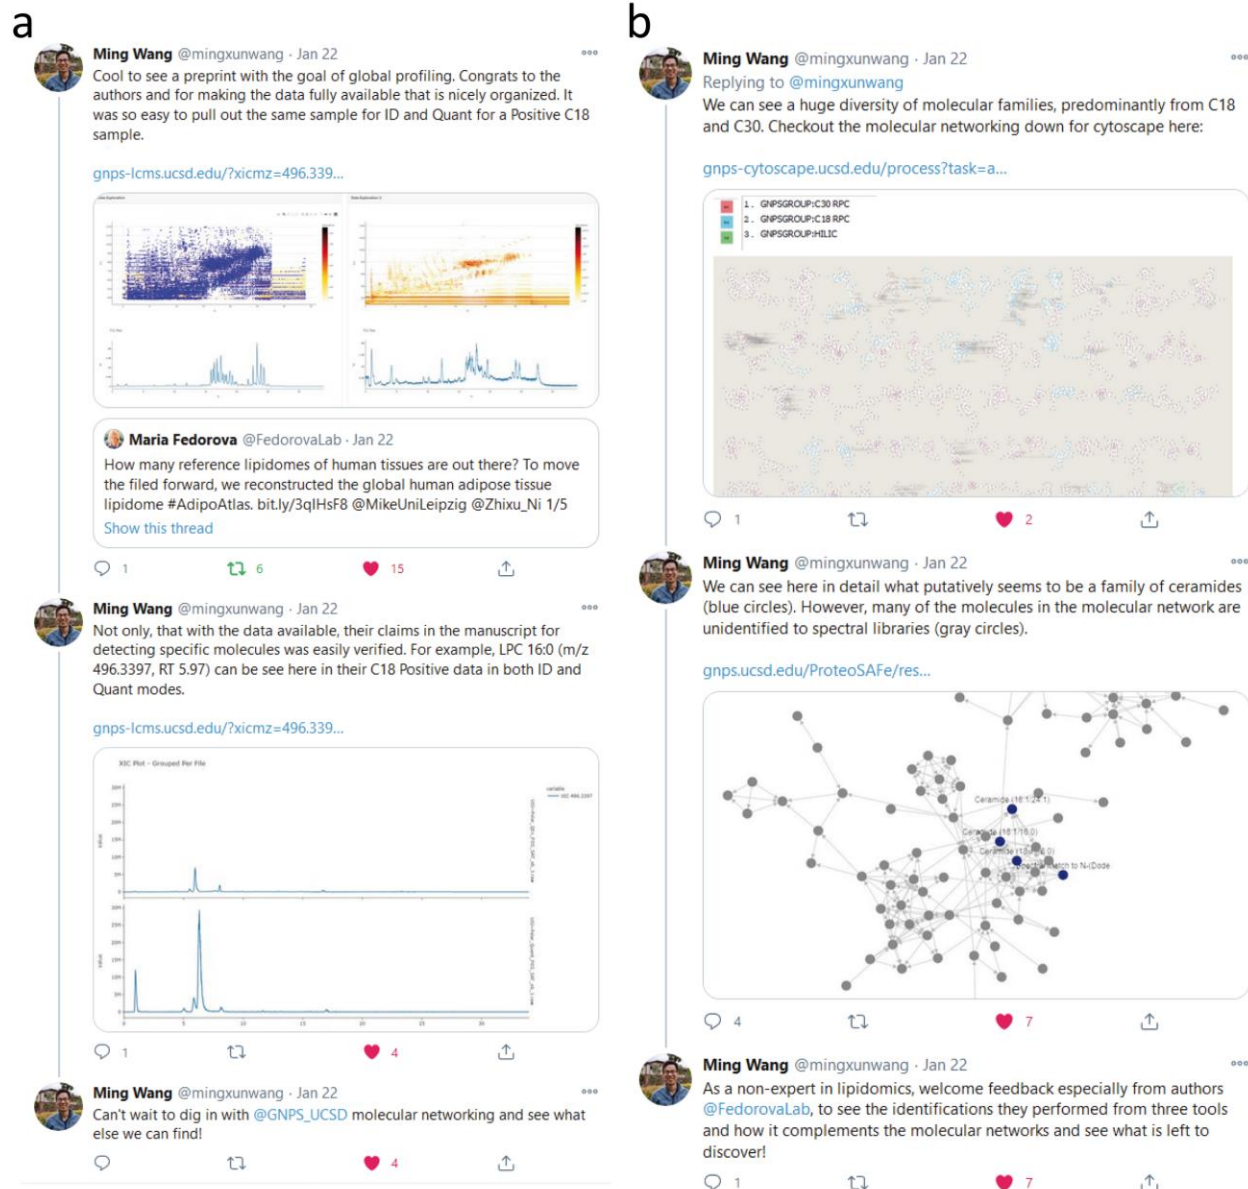 a
Ming Wang @mingxunwang · Jan 22
Cool to see a preprint with the goal of global profiling. Congrats to the
authors and for making the data fully available that is nicely organized. It
was so easy to pull out the same sample for ID and Quant for a Positive C18
sample.
gnps-lcms.ucsd.edu/?xicmz=496.339...
Maria Fedorova @FedorovaLab · Jan 22
How many reference lipidomes of human tissues are out there? To move
the filed forward, we reconstructed the global human adipose tissue
lipidome #AdipoAtlas. bit.ly/3qIHsF8 @MikeUniLeipzig @Zhixu_Ni 1/5
Show this thread
1 6 15
Ming Wang @mingxunwang · Jan 22
Not only, that with the data available, their claims in the manuscript for
detecting specific molecules was easily verified. For example, LPC 16:0 (m/z
496.3397, RT 5.97) can be see here in their C18 Positive data in both ID and
Quant modes.
gnps-lcms.ucsd.edu/?xicmz=496.339...
XIC Plot - Grouped Per File
variable
XIC 496.3397
0 5 10 15 20 25 30
1 4
Ming Wang @mingxunwang · Jan 22
Can't wait to dig in with @GNPS_UCSD molecular networking and see what
else we can find!
4
b
Ming Wang @mingxunwang · Jan 22
Replying to @mingxunwang
We can see a huge diversity of molecular families, predominantly from C18
and C30. Checkout the molecular networking down for cytoscape here:
gnps-cytoscape.ucsd.edu/process?task=a...
1. GNPSGROUP:C30 RPC
2. GNPSGROUP:C18 RPC
3. GNPSGROUP:HILIC
1 2
Ming Wang @mingxunwang · Jan 22
We can see here in detail what putatively seems to be a family of ceramides
(blue circles). However, many of the molecules in the molecular network are
unidentified to spectral libraries (gray circles).
gnps.ucsd.edu/ProteoSAFe/res...
Ceramide
Ceramide
Ceramide
4 7
Ming Wang @mingxunwang · Jan 22
As a non-expert in lipidomics, welcome feedback especially from authors
@FedorovaLab, to see the identifications they performed from three tools
and how it complements the molecular networks and see what is left to
discover!
1 7